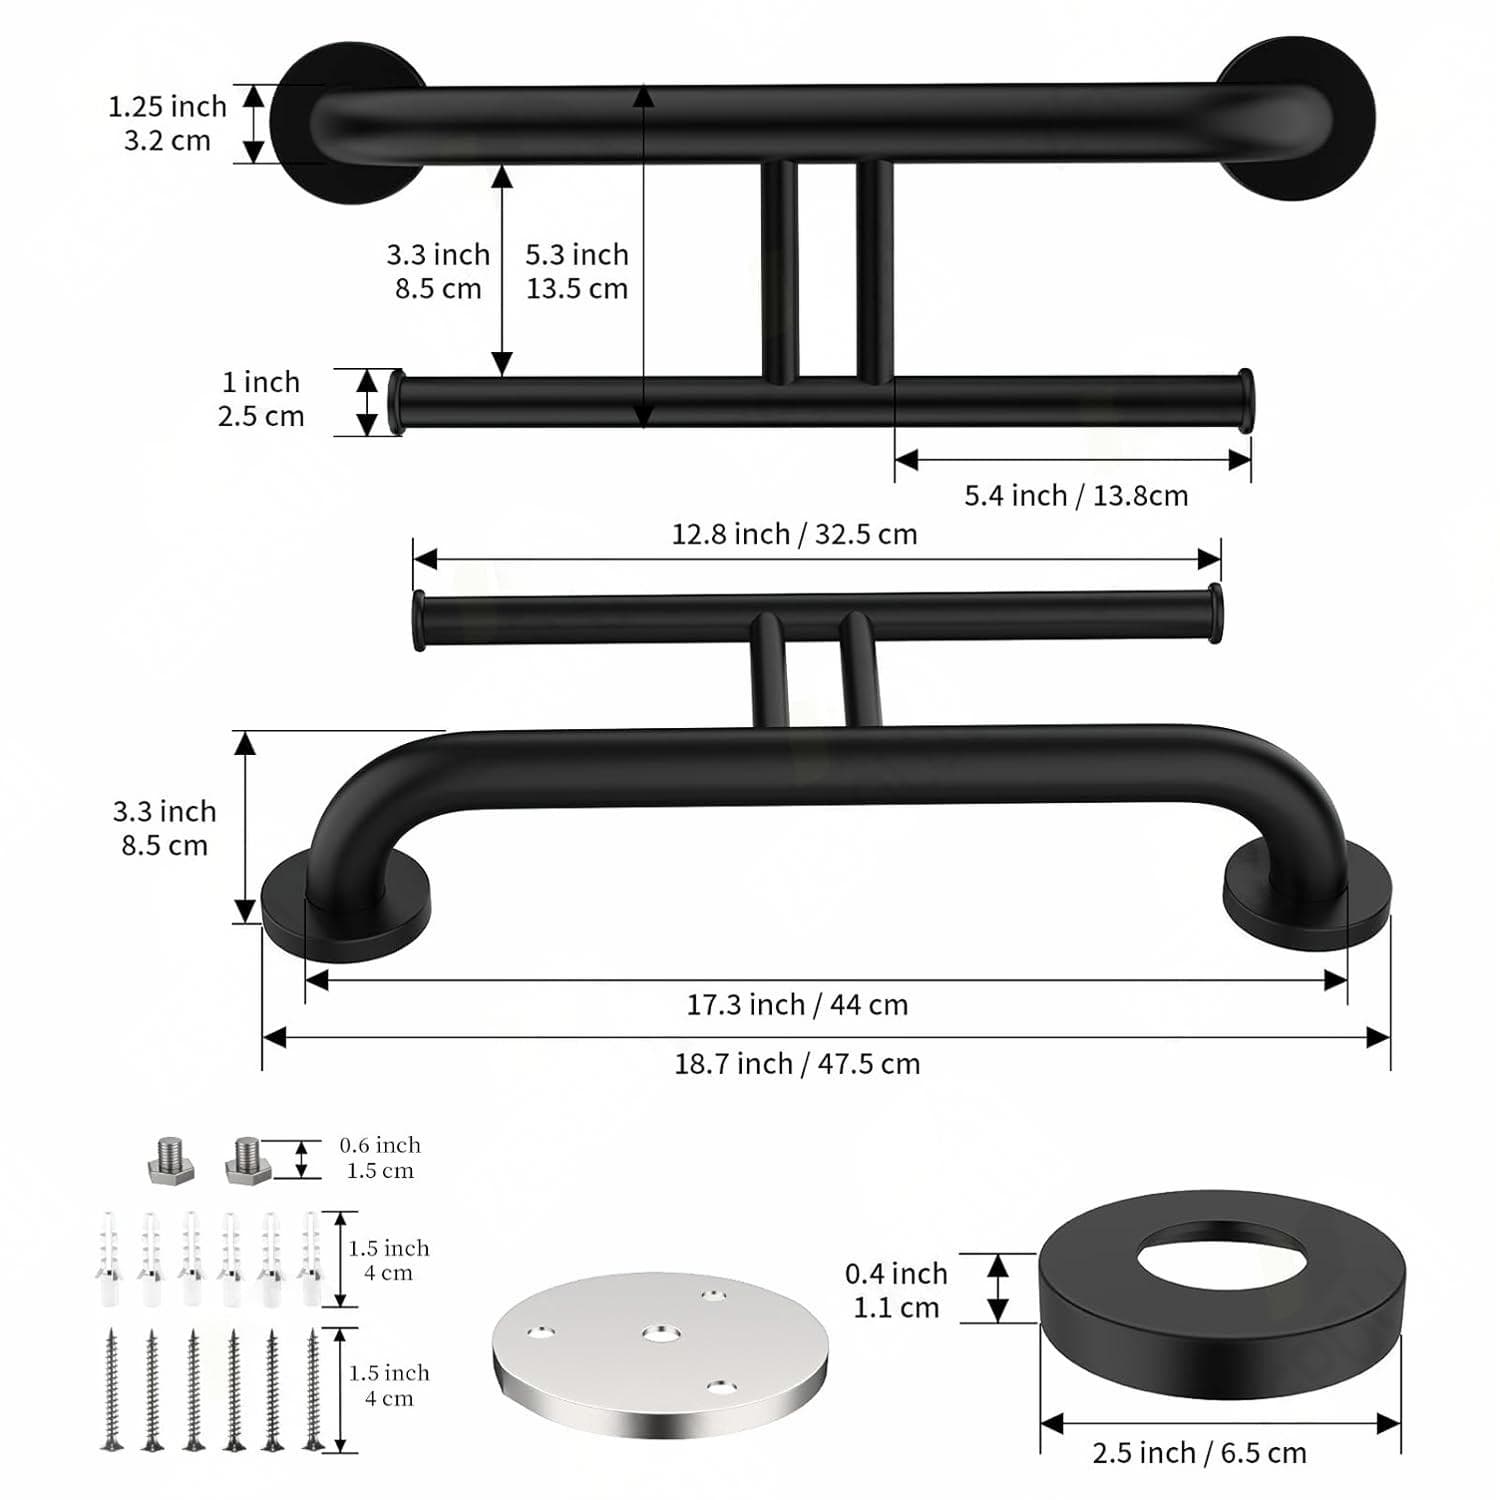 1.25 inch
3.2 cm
3.3 inch
8.5 cm
5.3 inch
13.5 cm
1 inch
2.5 cm
5.4 inch / 13.8cm
12.8 inch / 32.5 cm
3.3 inch
8.5 cm
17.3 inch / 44 cm
18.7 inch / 47.5 cm
0.6 inch
1.5 cm
1.5 inch
4 cm
1.5 inch
4 cm
0.4 inch
1.1 cm
2.5 inch / 6.5 cm